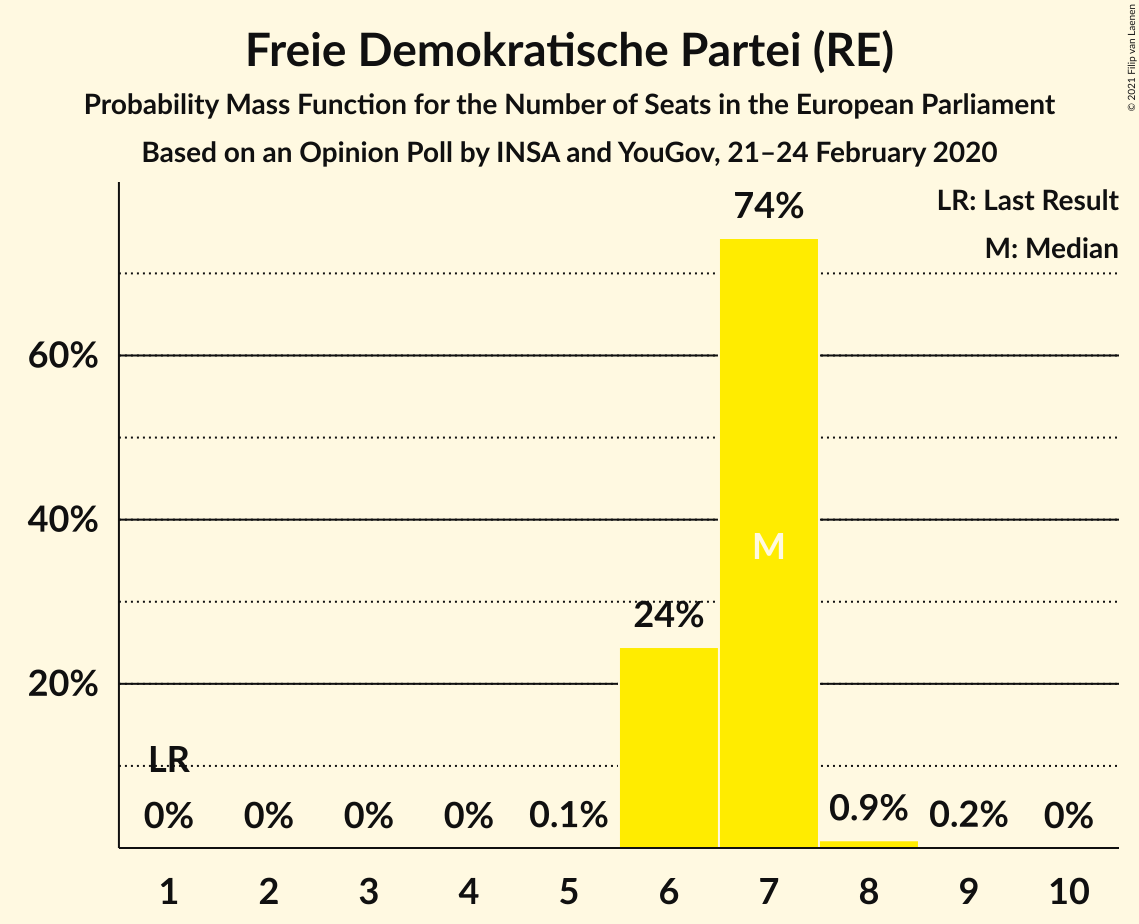 Freie Demokratische Partei (RE)
Probability Mass Function for the Number of Seats in the European Parliament
Based on an Opinion Poll by INSA and YouGov, 21–24 February 2020
© 2021 Filip van Laenen
LR: Last Result
M: Median
74%
60%
40%
M
24%
20%
LR
0% 0% 0% 0% 0.1% 0.9% 0.2% 0%
1 2 3 4 5 6 7 8 9 10